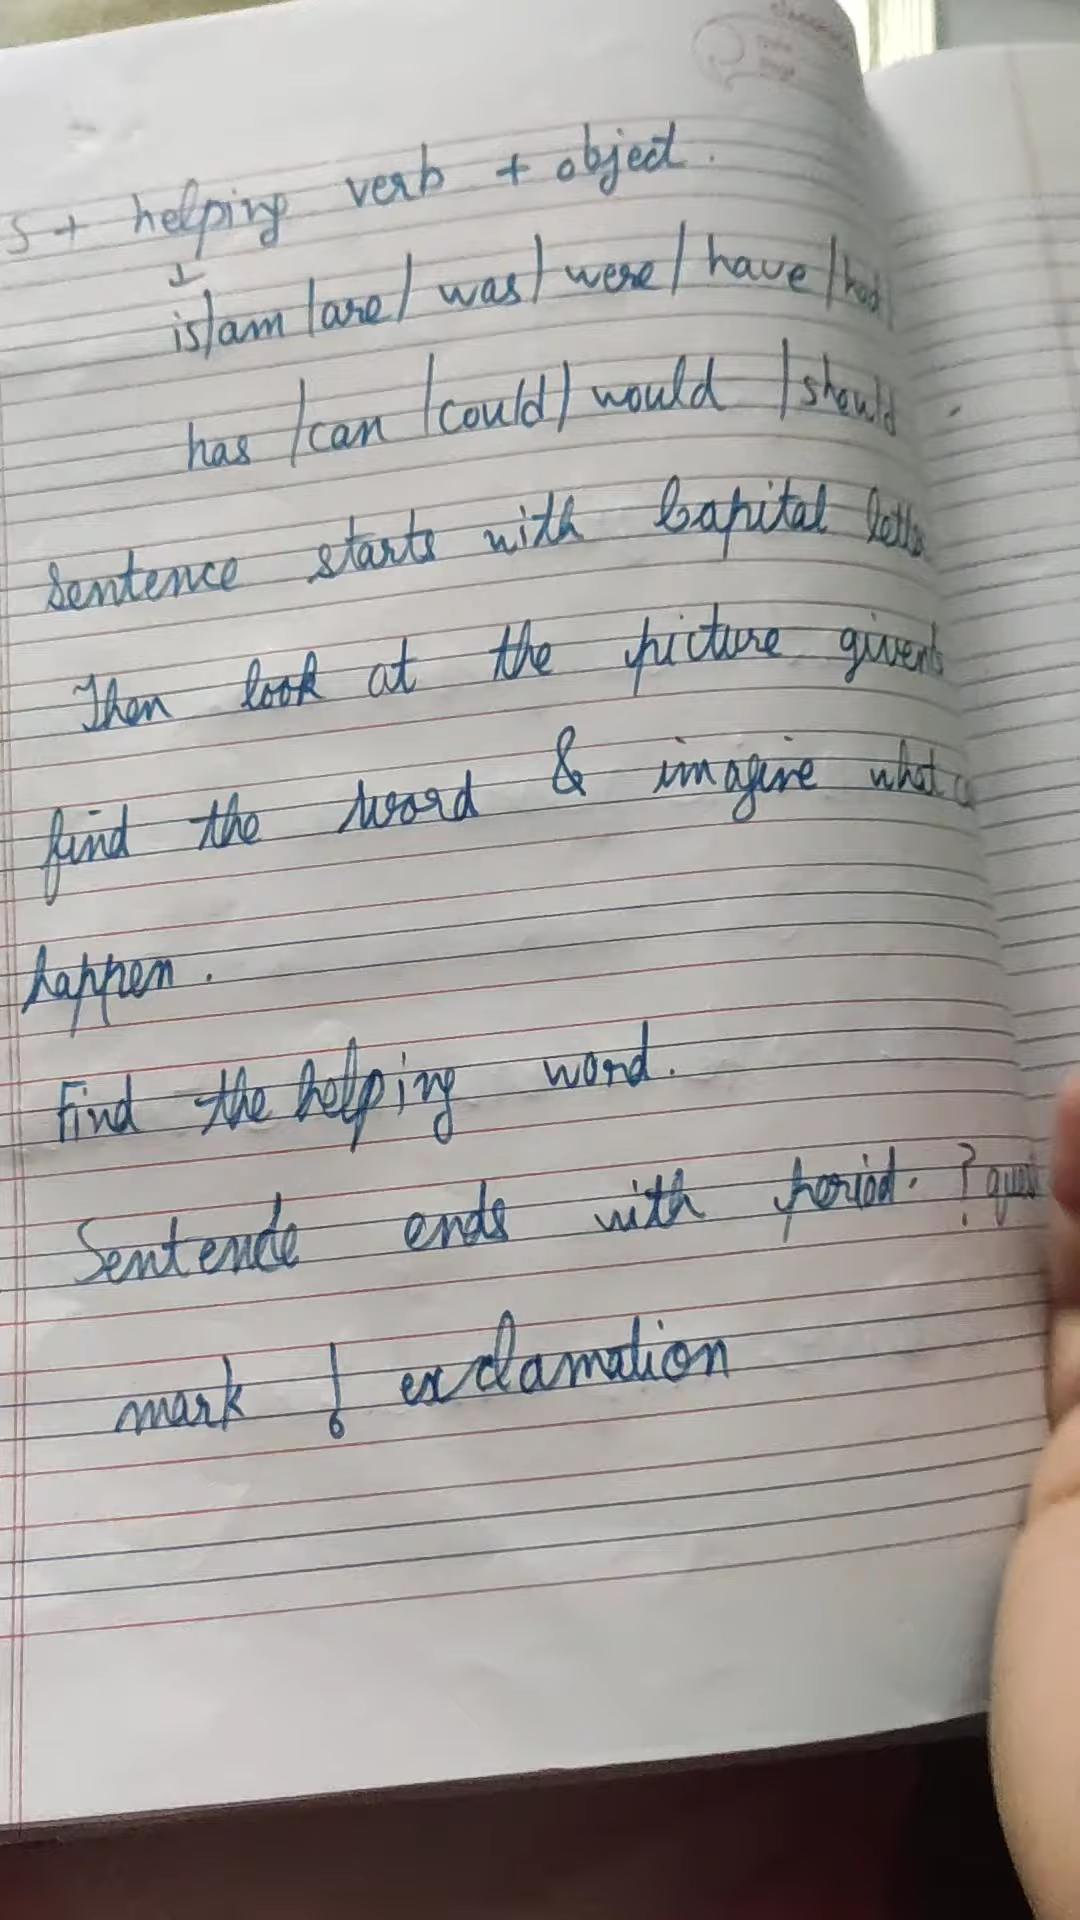 S + helping verb + object.
is/am/are/was/were/have/had/
has/can/could/would/should
Sentence starts with Capital
Then look at the picture given
find the word & imagine what
happen.
Find the helping word.
Sentence ends with period. ?
mark ! exclamation